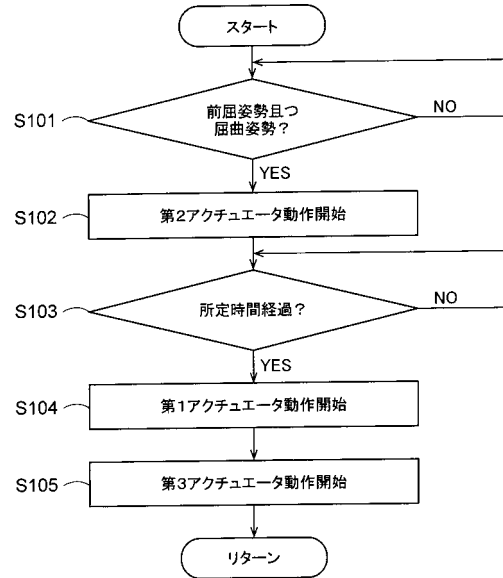 スタート
S101
前屈姿勢且つ
屈曲姿勢？
NO
YES
S102
第2アクチュエータ動作開始
S103
所定時間経過？
NO
YES
S104
第1アクチュエータ動作開始
S105
第3アクチュエータ動作開始
リターン